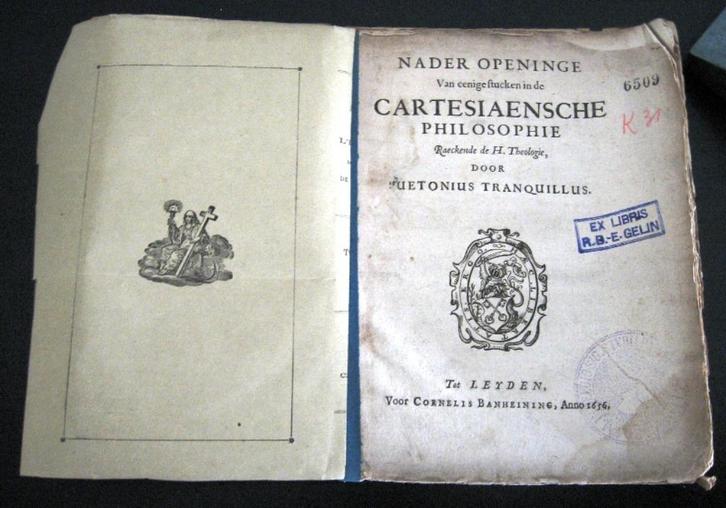 NADER OPENINGE
Van eenige stucken in de
CARTESIAENSCHE
PHILOSOPHIE
Raeckende de H. Theologie,
DOOR
SUETONIUS TRANQUILLUS.
6509
K 31
EX LIBRIS
R.B.-E. GELIN
Tot LEYDEN,
Voor CORNELIS BANHEINING, Anno 1656,